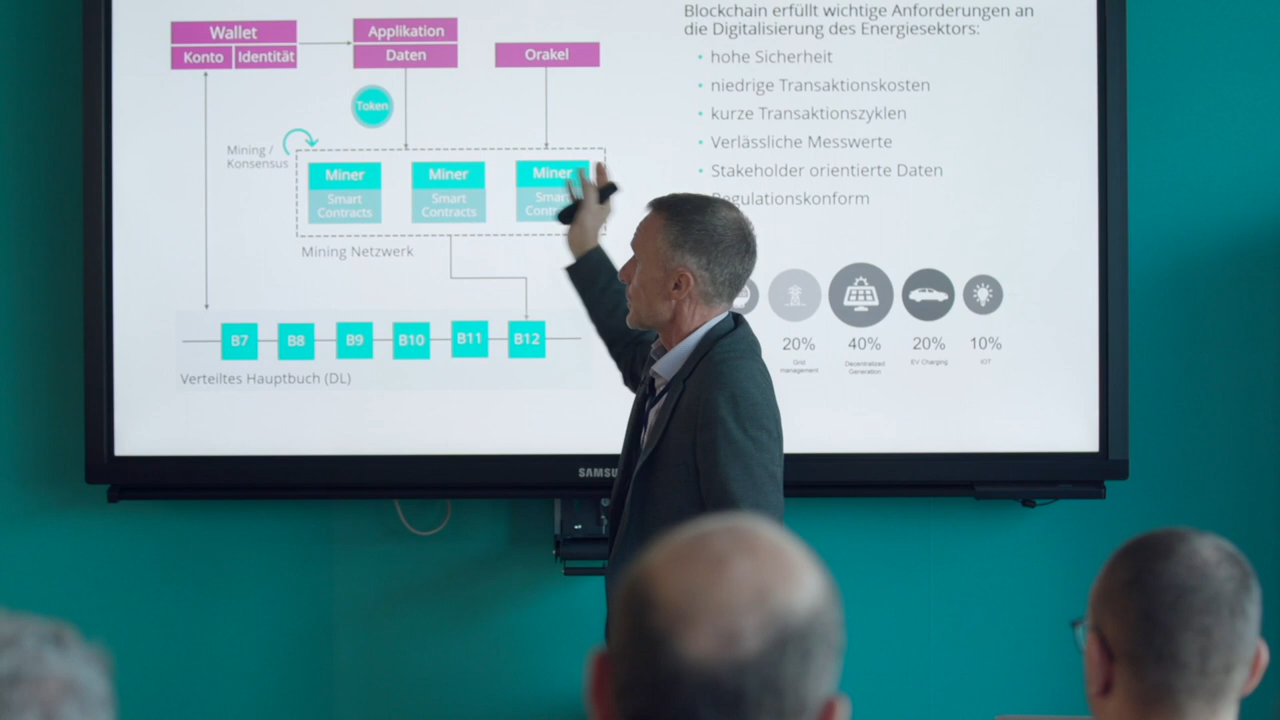 Wallet
Konto Identität
Applikation
Daten
Orakel
Token
Mining /
Konsensus
Miner
Smart
Contracts
Miner
Smart
Contracts
Miner
Smart
Mining Netzwerk
B7 B8 B9 B10 B11 B12
Verteiltes Hauptbuch (DL)
Blockchain erfüllt wichtige Anforderungen an
die Digitalisierung des Energiesektors:
• hohe Sicherheit
• niedrige Transaktionskosten
• kurze Transaktionszyklen
• Verlässliche Messwerte
• Stakeholder orientierte Daten
Regulationskonform
20%
Grid
management
40%
Decentralized
Generation
20%
EV Charging
10%
IOT